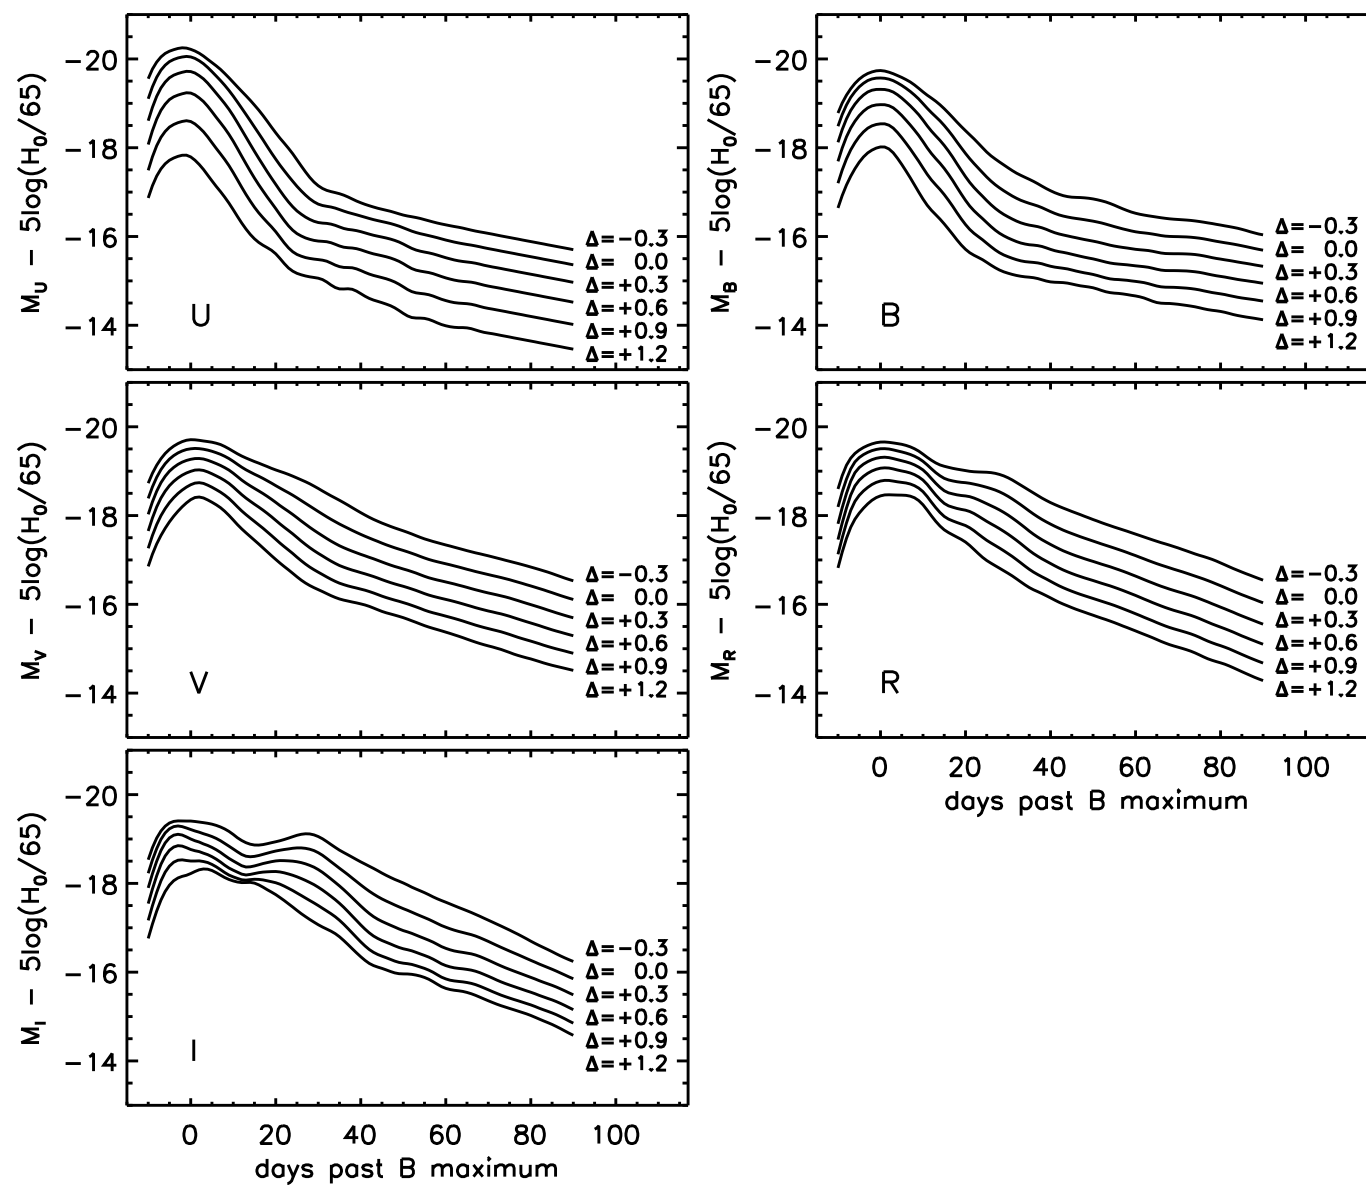 M_U − 5log(H_0/65)
−20
−18
−16
−14
U
Δ=−0.3
Δ= 0.0
Δ=+0.3
Δ=+0.6
Δ=+0.9
Δ=+1.2
M_B − 5log(H_0/65)
−20
−18
−16
−14
B
Δ=−0.3
Δ= 0.0
Δ=+0.3
Δ=+0.6
Δ=+0.9
Δ=+1.2
M_V − 5log(H_0/65)
−20
−18
−16
−14
V
Δ=−0.3
Δ= 0.0
Δ=+0.3
Δ=+0.6
Δ=+0.9
Δ=+1.2
M_R − 5log(H_0/65)
−20
−18
−16
−14
R
Δ=−0.3
Δ= 0.0
Δ=+0.3
Δ=+0.6
Δ=+0.9
Δ=+1.2
0 20 40 60 80 100
days past B maximum
M_I − 5log(H_0/65)
−20
−18
−16
−14
I
Δ=−0.3
Δ= 0.0
Δ=+0.3
Δ=+0.6
Δ=+0.9
Δ=+1.2
0 20 40 60 80 100
days past B maximum